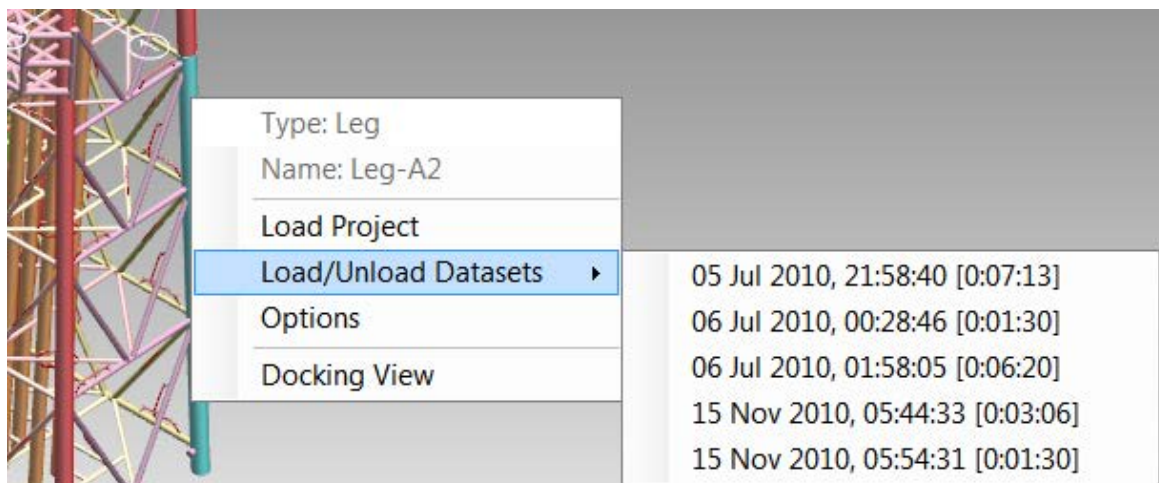 Type: Leg
Name: Leg-A2
Load Project
Load/Unload Datasets
Options
Docking View
05 Jul 2010, 21:58:40 [0:07:13]
06 Jul 2010, 00:28:46 [0:01:30]
06 Jul 2010, 01:58:05 [0:06:20]
15 Nov 2010, 05:44:33 [0:03:06]
15 Nov 2010, 05:54:31 [0:01:30]